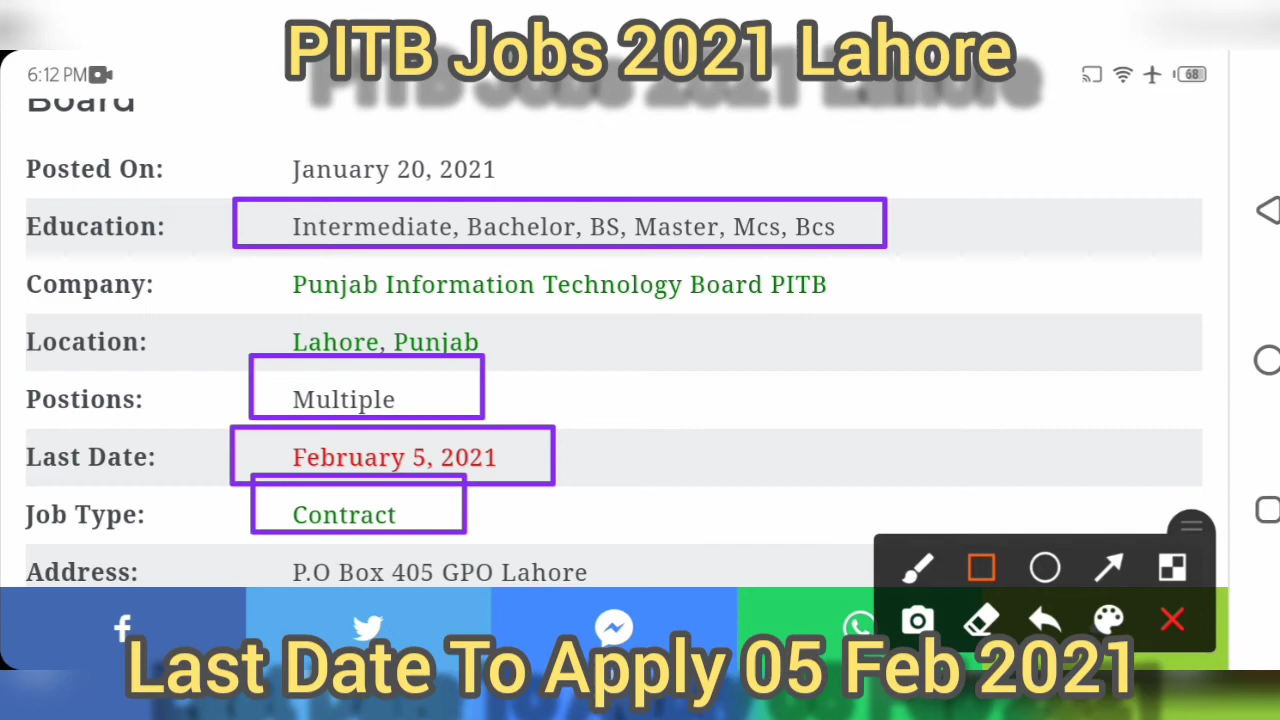 PITB Jobs 2021 Lahore
6:12 PM
68
Board
Posted On: January 20, 2021
Education: Intermediate, Bachelor, BS, Master, Mcs, Bcs
Company: Punjab Information Technology Board PITB
Location: Lahore, Punjab
Postions: Multiple
Last Date: February 5, 2021
Job Type: Contract
Address: P.O Box 405 GPO Lahore
Last Date To Apply 05 Feb 2021